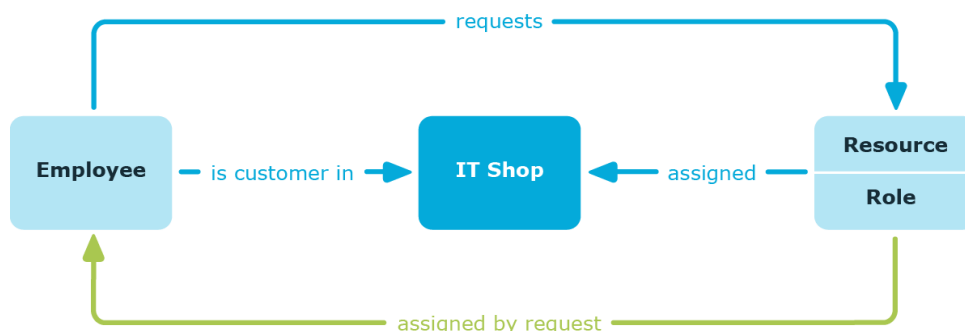 requests
Employee
is customer in
IT Shop
assigned
Resource
Role
assigned by request